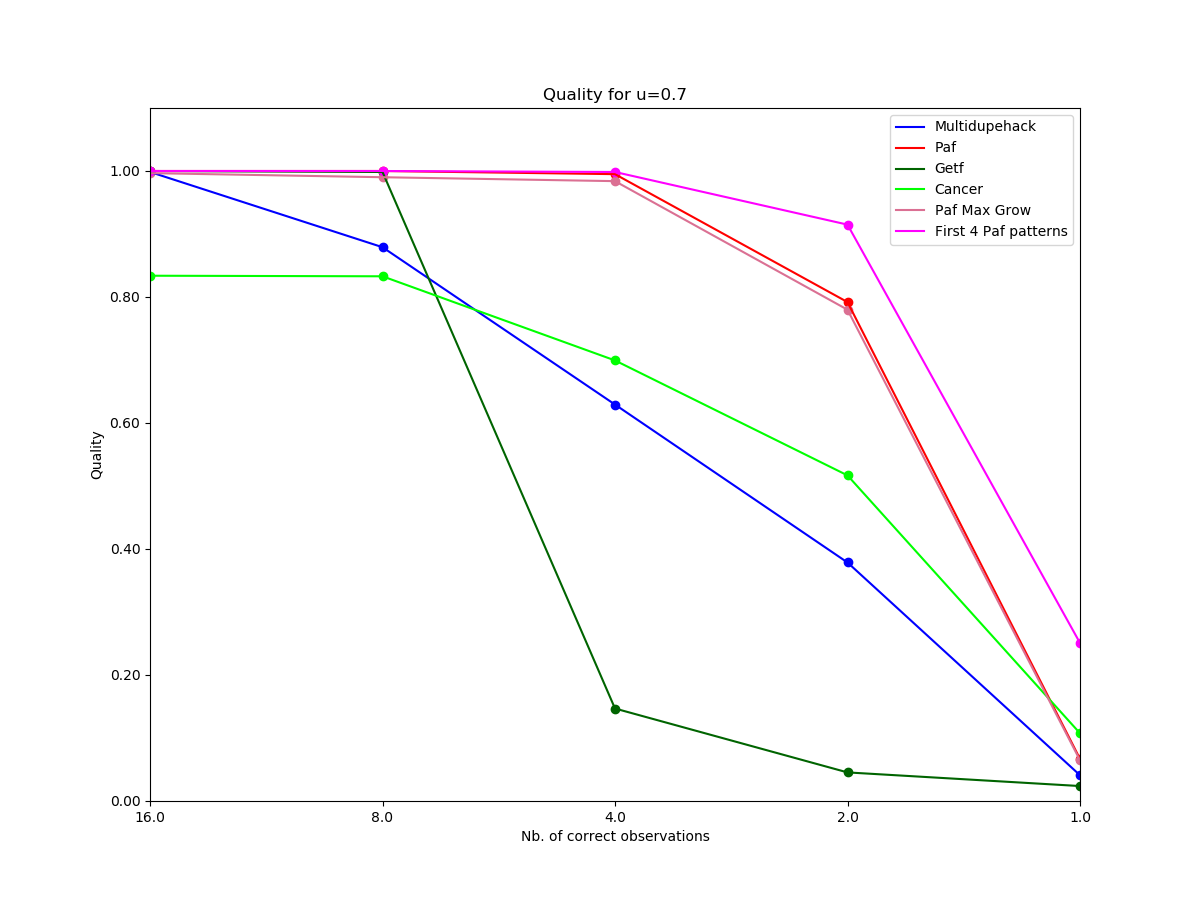 Quality for u=0.7
Multidupehack
Paf
Getf
Cancer
Paf Max Grow
First 4 Paf patterns
1.00
0.80
0.60
0.40
0.20
0.00
Quality
16.0 8.0 4.0 2.0 1.0
Nb. of correct observations